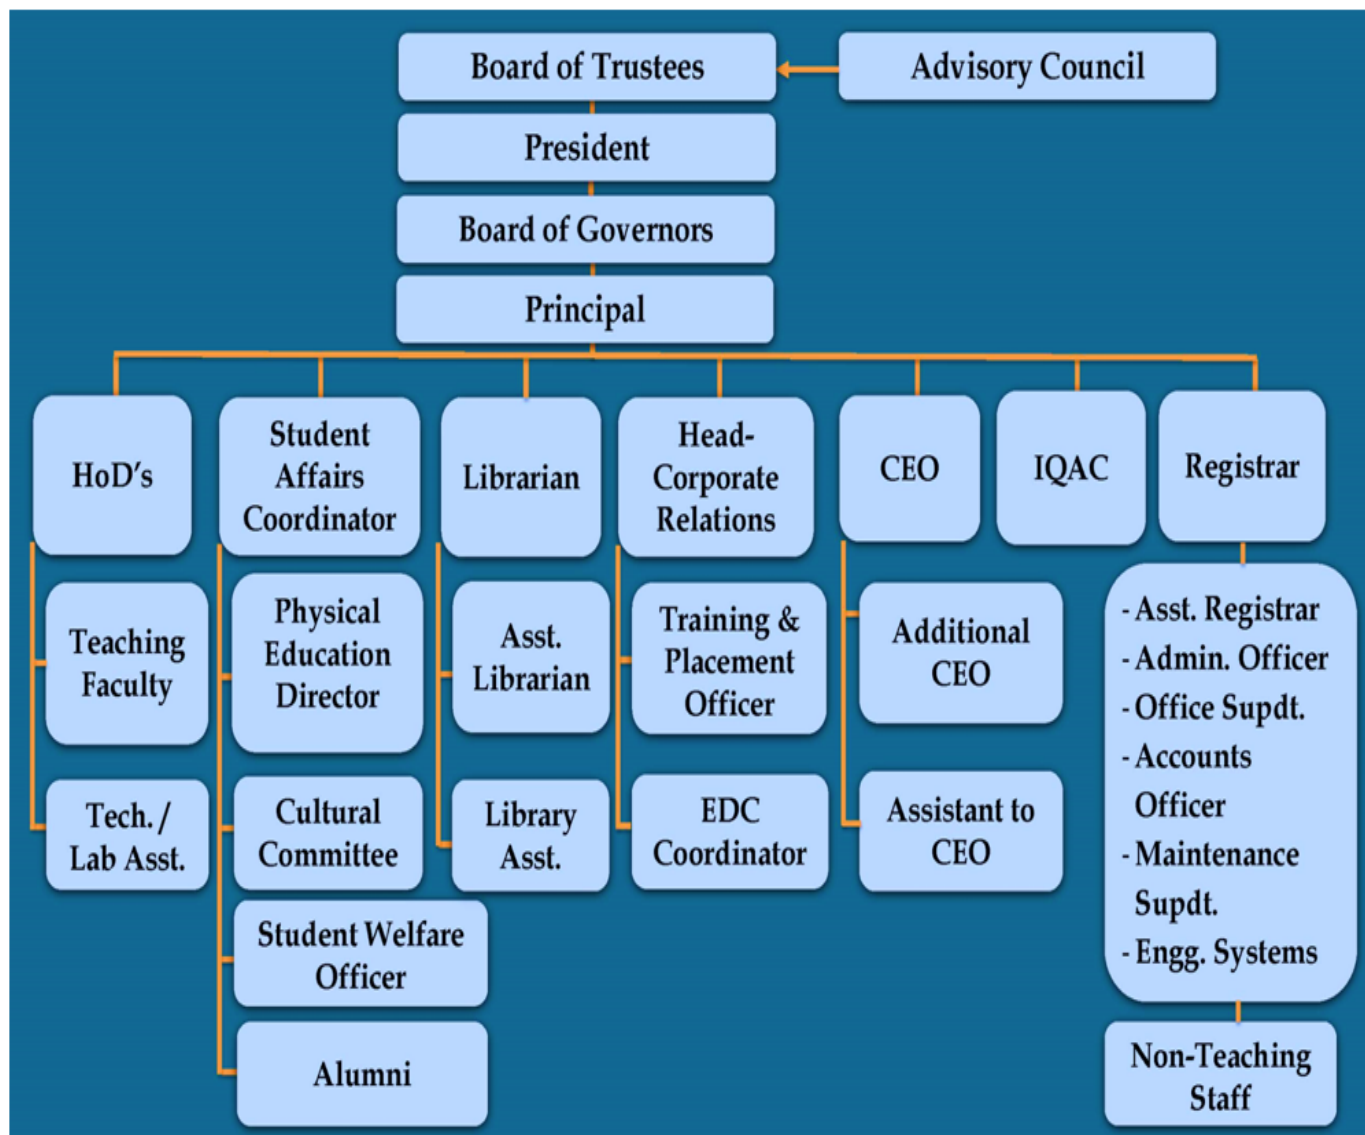 Board of Trustees
Advisory Council
President
Board of Governors
Principal
HoD's
Student
Affairs
Coordinator
Librarian
Head-
Corporate
Relations
CEO
IQAC
Registrar
Teaching
Faculty
Tech. /
Lab Asst.
Physical
Education
Director
Cultural
Committee
Student Welfare
Officer
Alumni
Asst.
Librarian
Library
Asst.
Training &
Placement
Officer
EDC
Coordinator
Additional
CEO
Assistant to
CEO
- Asst. Registrar
- Admin. Officer
- Office Supdt.
- Accounts
Officer
- Maintenance
Supdt.
- Engg. Systems
Non-Teaching
Staff